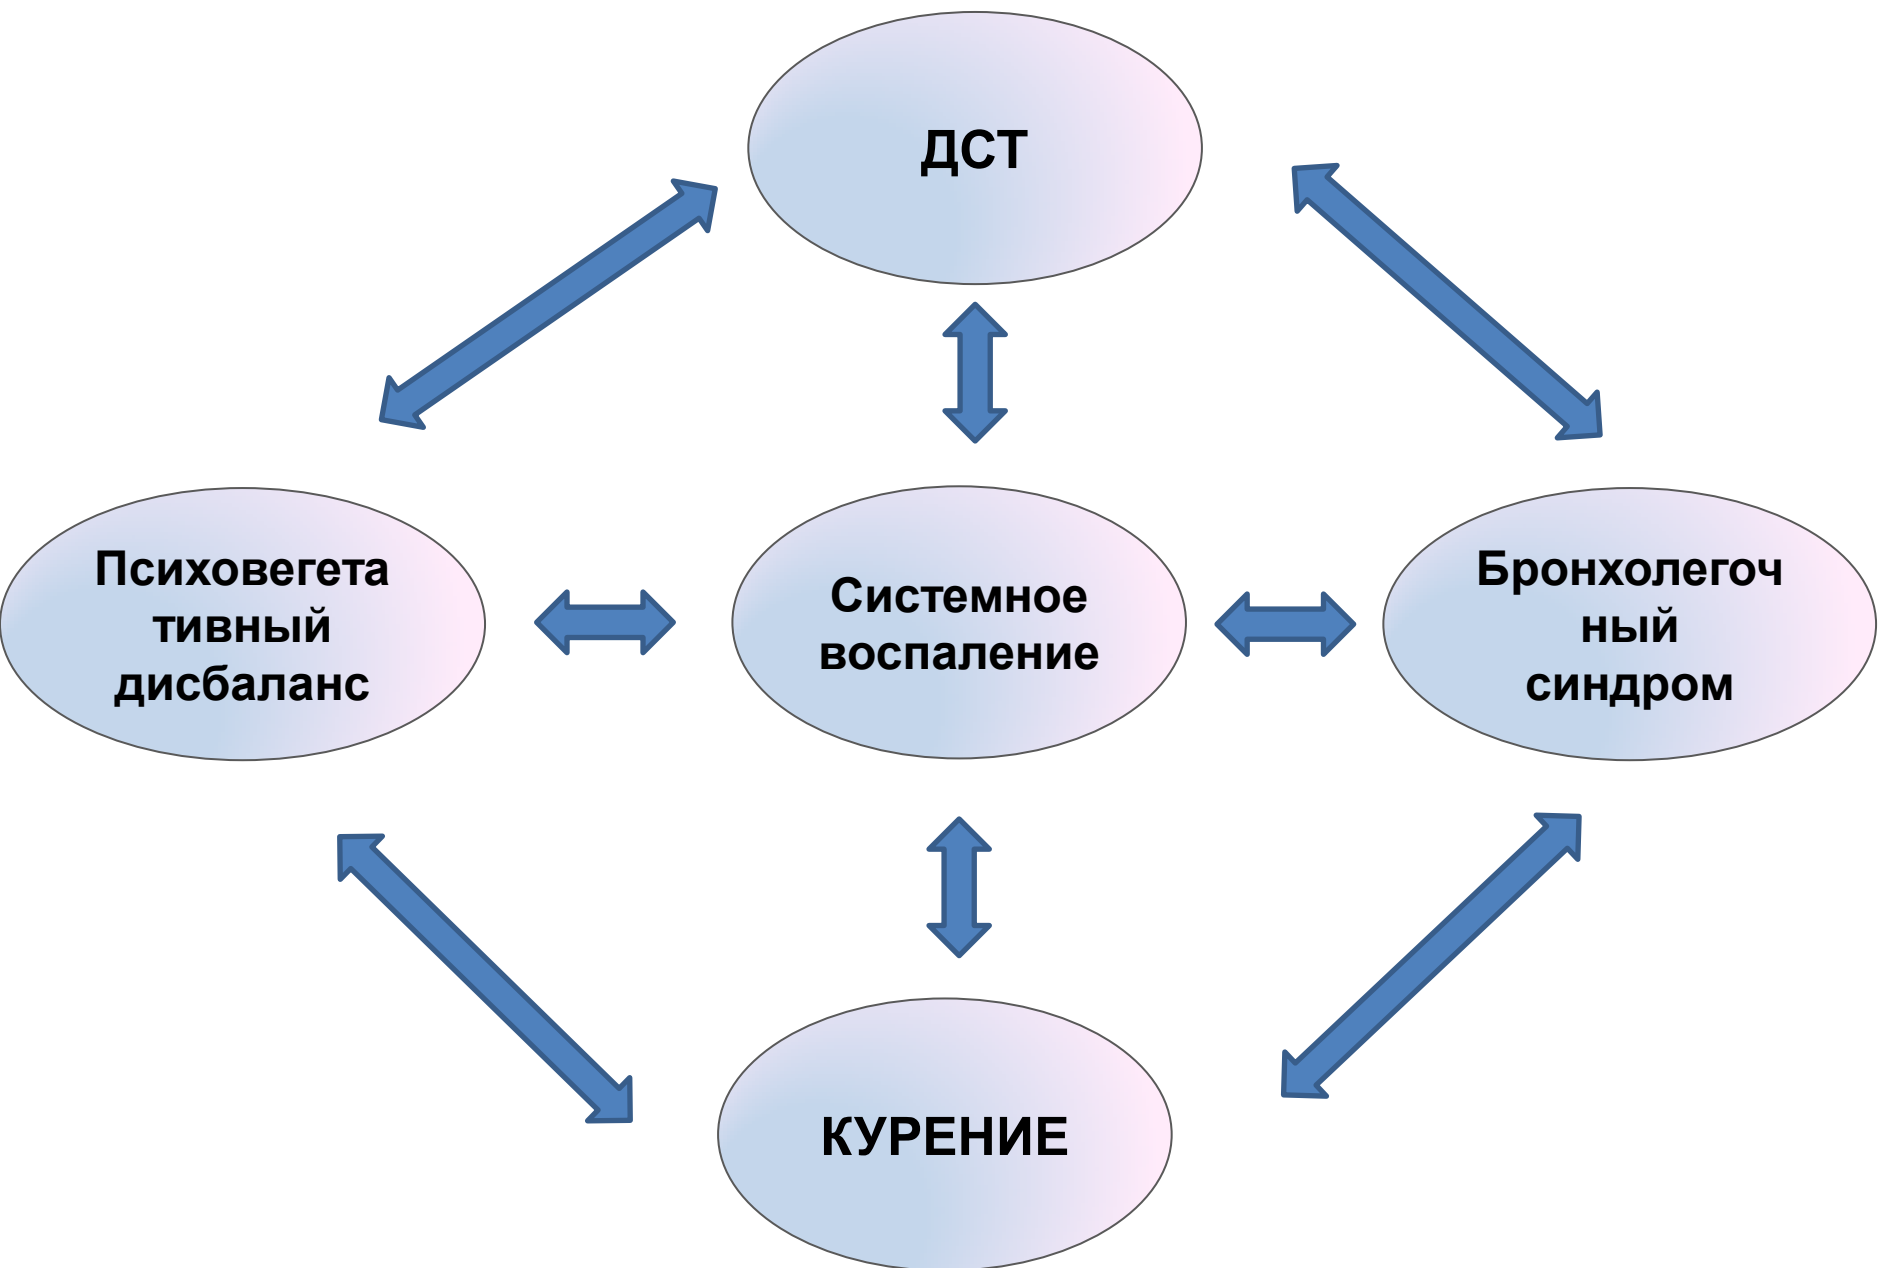 ДСТ
Психовегета
тивный
дисбаланс
Системное
воспаление
Бронхолегоч
ный
синдром
КУРЕНИЕ